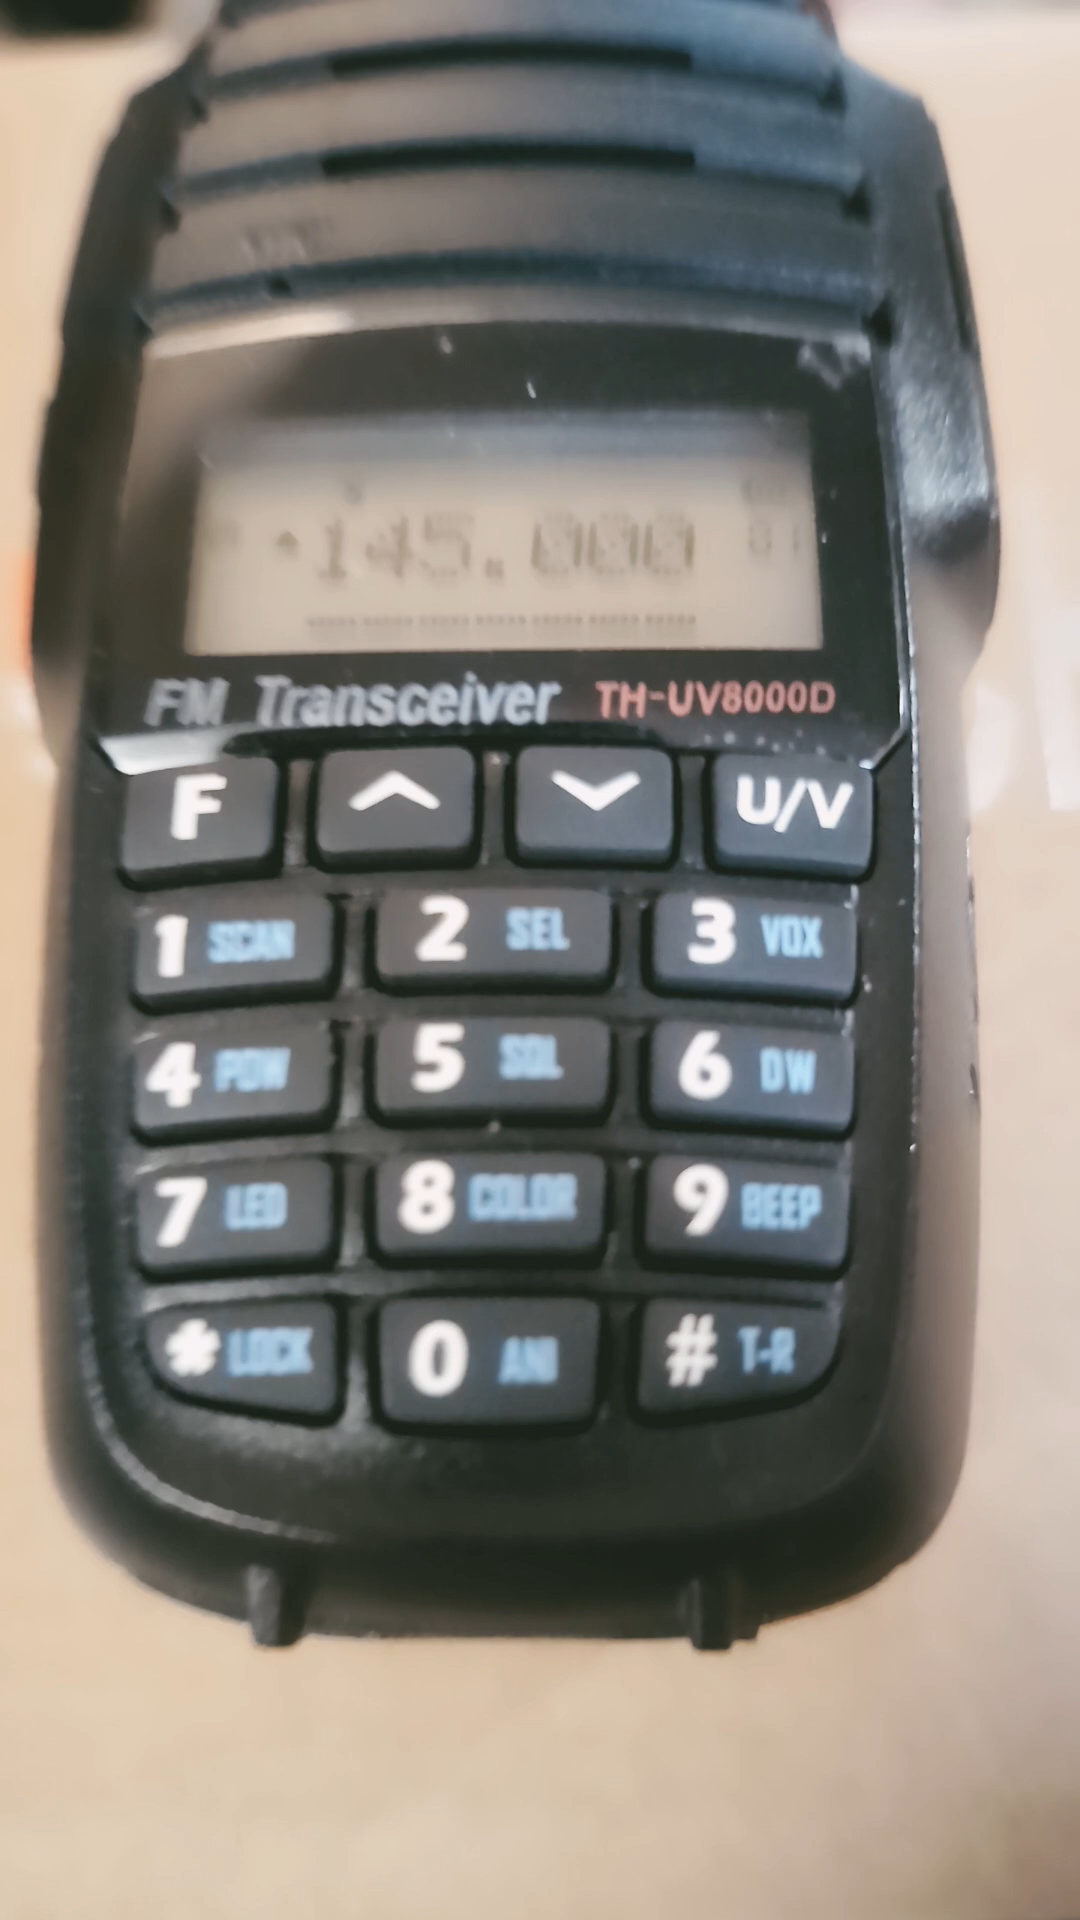 145.000
FM Transceiver TH-UV8000D
F U/V
1 SCAN 2 SEL 3 VOX
4 POW 5 SQL 6 DW
7 LED 8 COLOR 9 BEEP
* LOCK 0 ANI # T-R